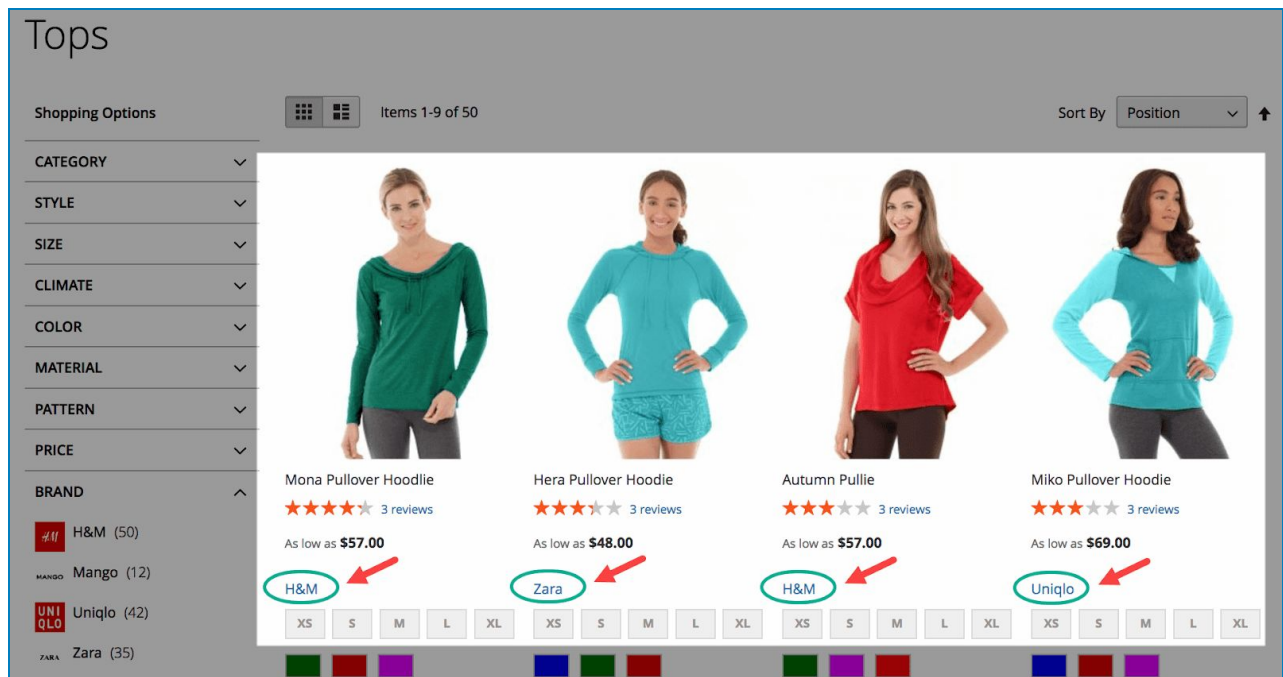 Tops
Shopping Options
Items 1-9 of 50
Sort By Position
CATEGORY
STYLE
SIZE
CLIMATE
COLOR
MATERIAL
PATTERN
PRICE
BRAND
H&M H&M (50)
MANGO Mango (12)
UNI QLO Uniqlo (42)
ZARA Zara (35)
Mona Pullover Hoodlie
3 reviews
As low as $57.00
H&M
XS S M L XL
Hera Pullover Hoodie
3 reviews
As low as $48.00
Zara
XS S M L XL
Autumn Pullie
3 reviews
As low as $57.00
H&M
XS S M L XL
Miko Pullover Hoodie
3 reviews
As low as $69.00
Uniqlo
XS S M L XL